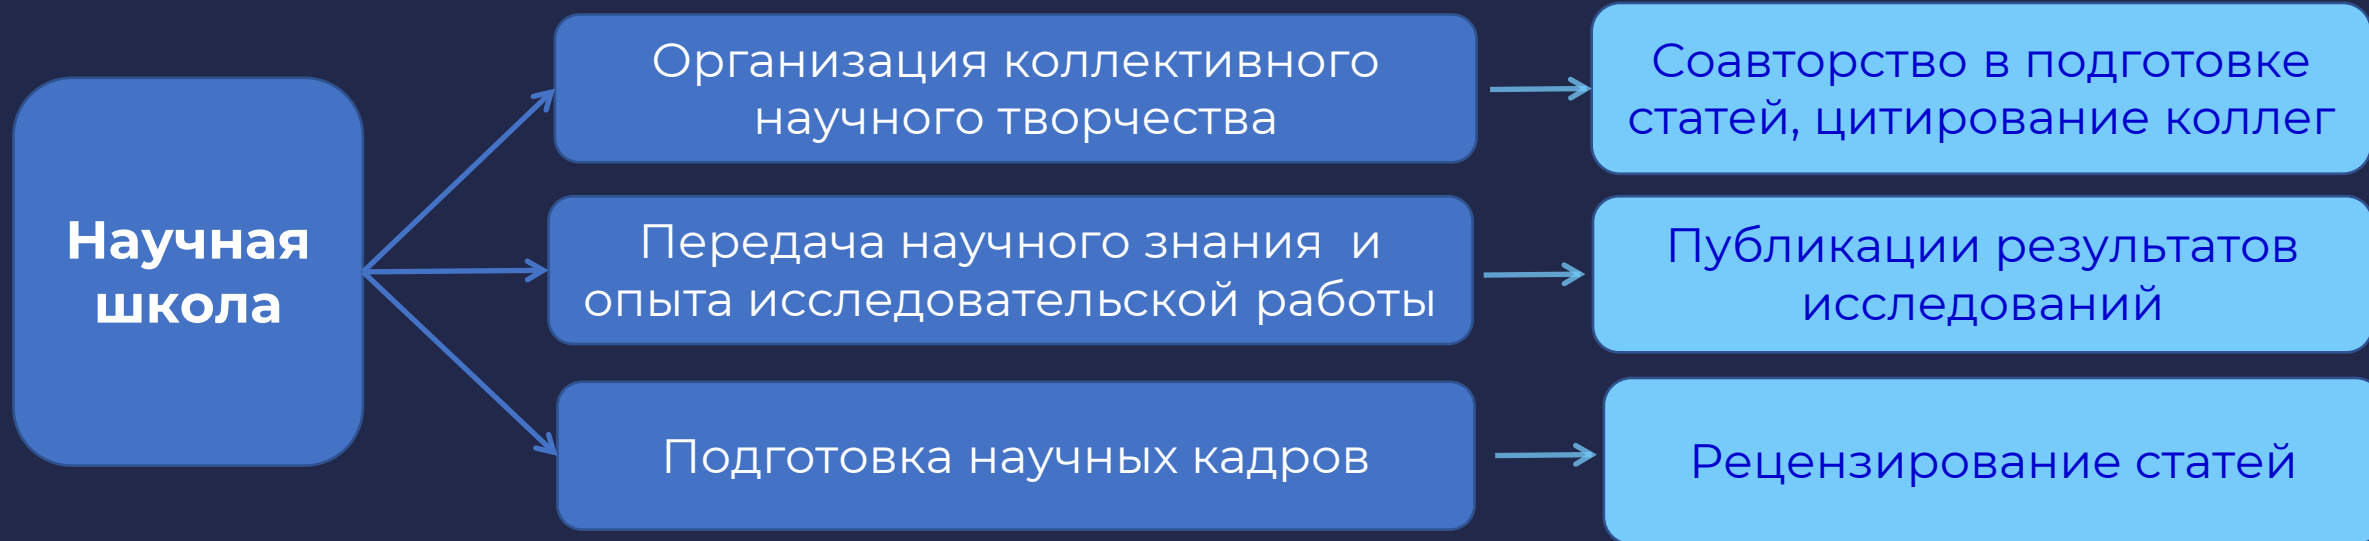 Научная
школа
Организация коллективного
научного творчества
Соавторство в подготовке
статей, цитирование коллег
Передача научного знания  и
опыта исследовательской работы
Публикации результатов
исследований
Подготовка научных кадров
Рецензирование статей